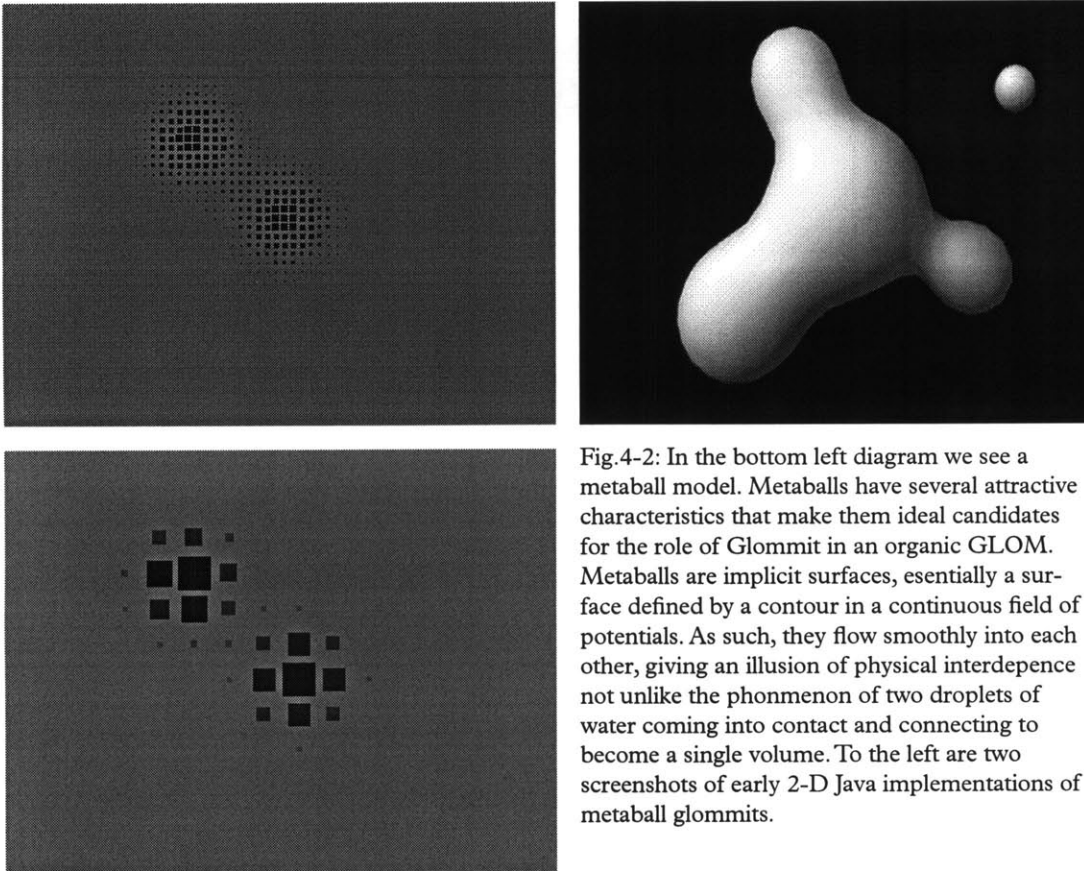 Fig.4-2: In the bottom left diagram we see a
metaball model. Metaballs have several attractive
characteristics that make them ideal candidates
for the role of Glommit in an organic GLOM.
Metaballs are implicit surfaces, esentially a sur-
face defined by a contour in a continuous field of
potentials. As such, they flow smoothly into each
other, giving an illusion of physical interdepence
not unlike the phonmenon of two droplets of
water coming into contact and connecting to
become a single volume. To the left are two
screenshots of early 2-D Java implementations of
metaball glommits.